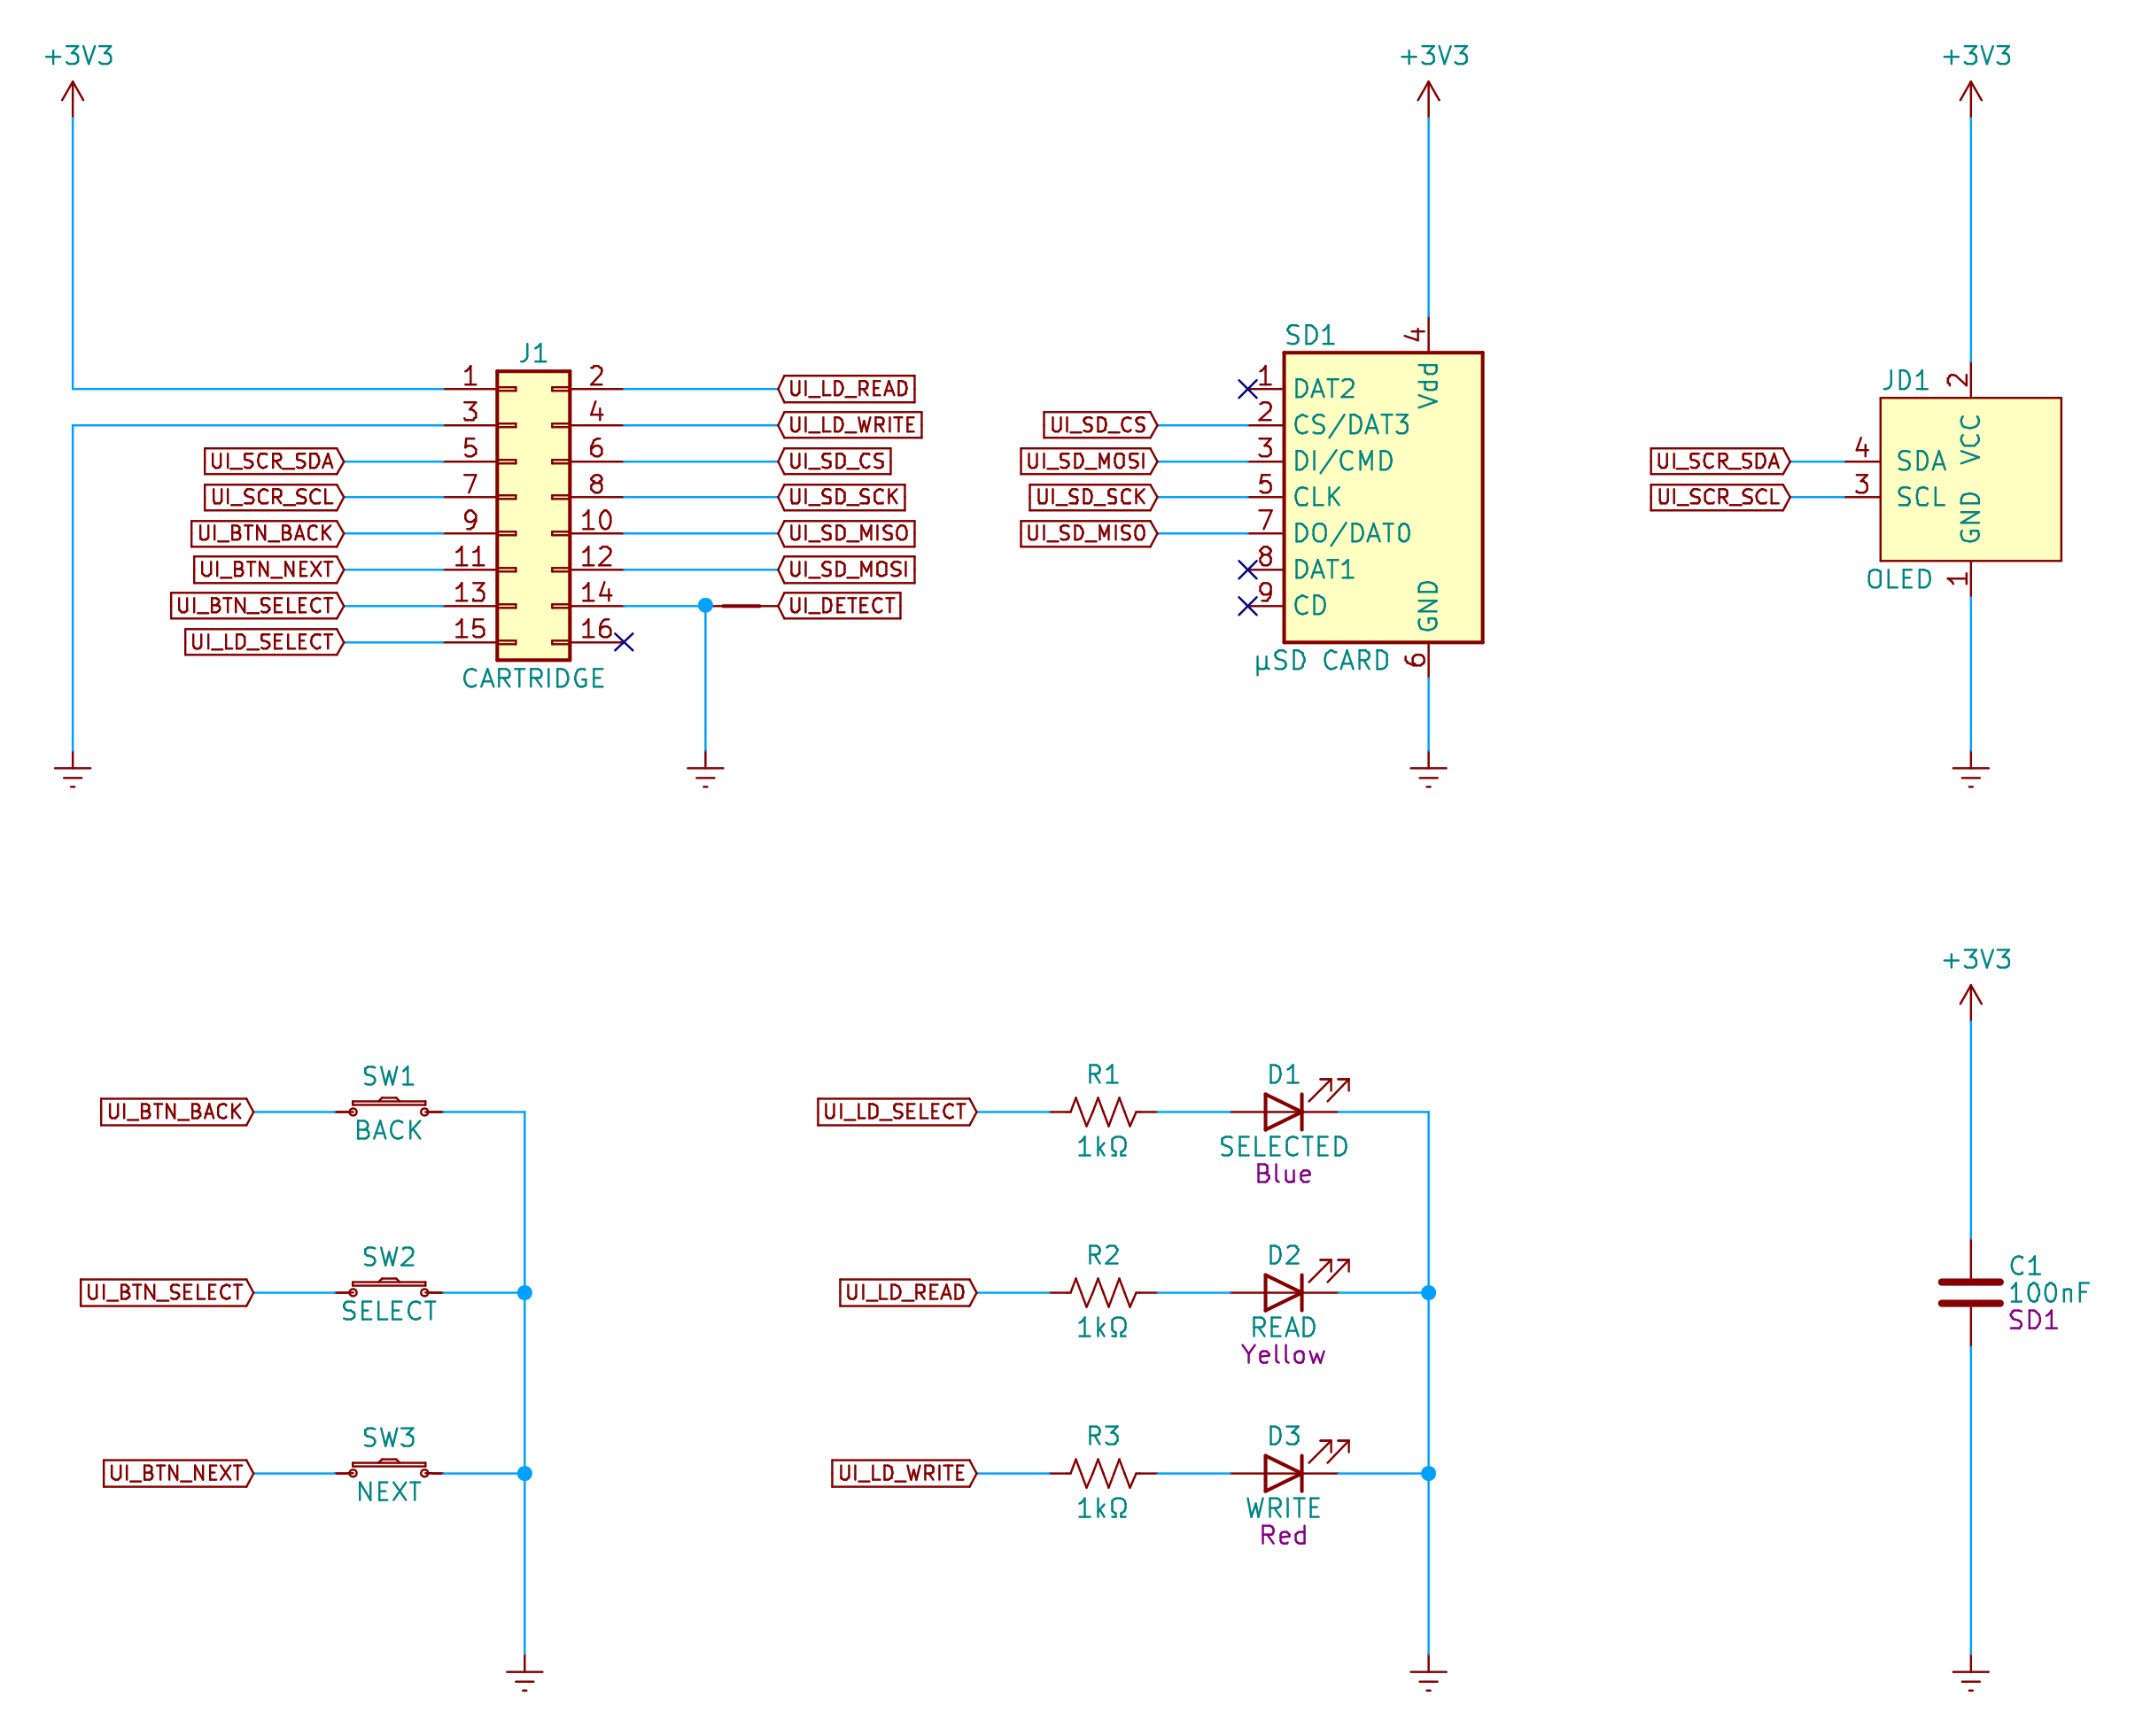 +3V3
+3V3
+3V3
J1
1
2
UI_LD_READ
3
4
UI_LD_WRITE
UI_SCR_SDA
5
6
UI_SD_CS
UI_SCR_SCL
7
8
UI_SD_SCK
UI_BTN_BACK
9
10
UI_SD_MISO
UI_BTN_NEXT
11
12
UI_SD_MOSI
UI_BTN_SELECT
13
14
UI_DETECT
UI_LD_SELECT
15
16
CARTRIDGE
SD1
4
Vdd
1
DAT2
UI_SD_CS
2
CS/DAT3
UI_SD_MOSI
3
DI/CMD
UI_SD_SCK
5
CLK
UI_SD_MISO
7
DO/DAT0
8
DAT1
9
CD
GND
6
µSD CARD
JD1
2
VCC
UI_SCR_SDA
4
SDA
UI_SCR_SCL
3
SCL
GND
1
OLED
SW1
UI_BTN_BACK
BACK
SW2
UI_BTN_SELECT
SELECT
SW3
UI_BTN_NEXT
NEXT
R1
D1
UI_LD_SELECT
1kΩ
SELECTED
Blue
R2
D2
UI_LD_READ
1kΩ
READ
Yellow
R3
D3
UI_LD_WRITE
1kΩ
WRITE
Red
+3V3
C1
100nF
SD1